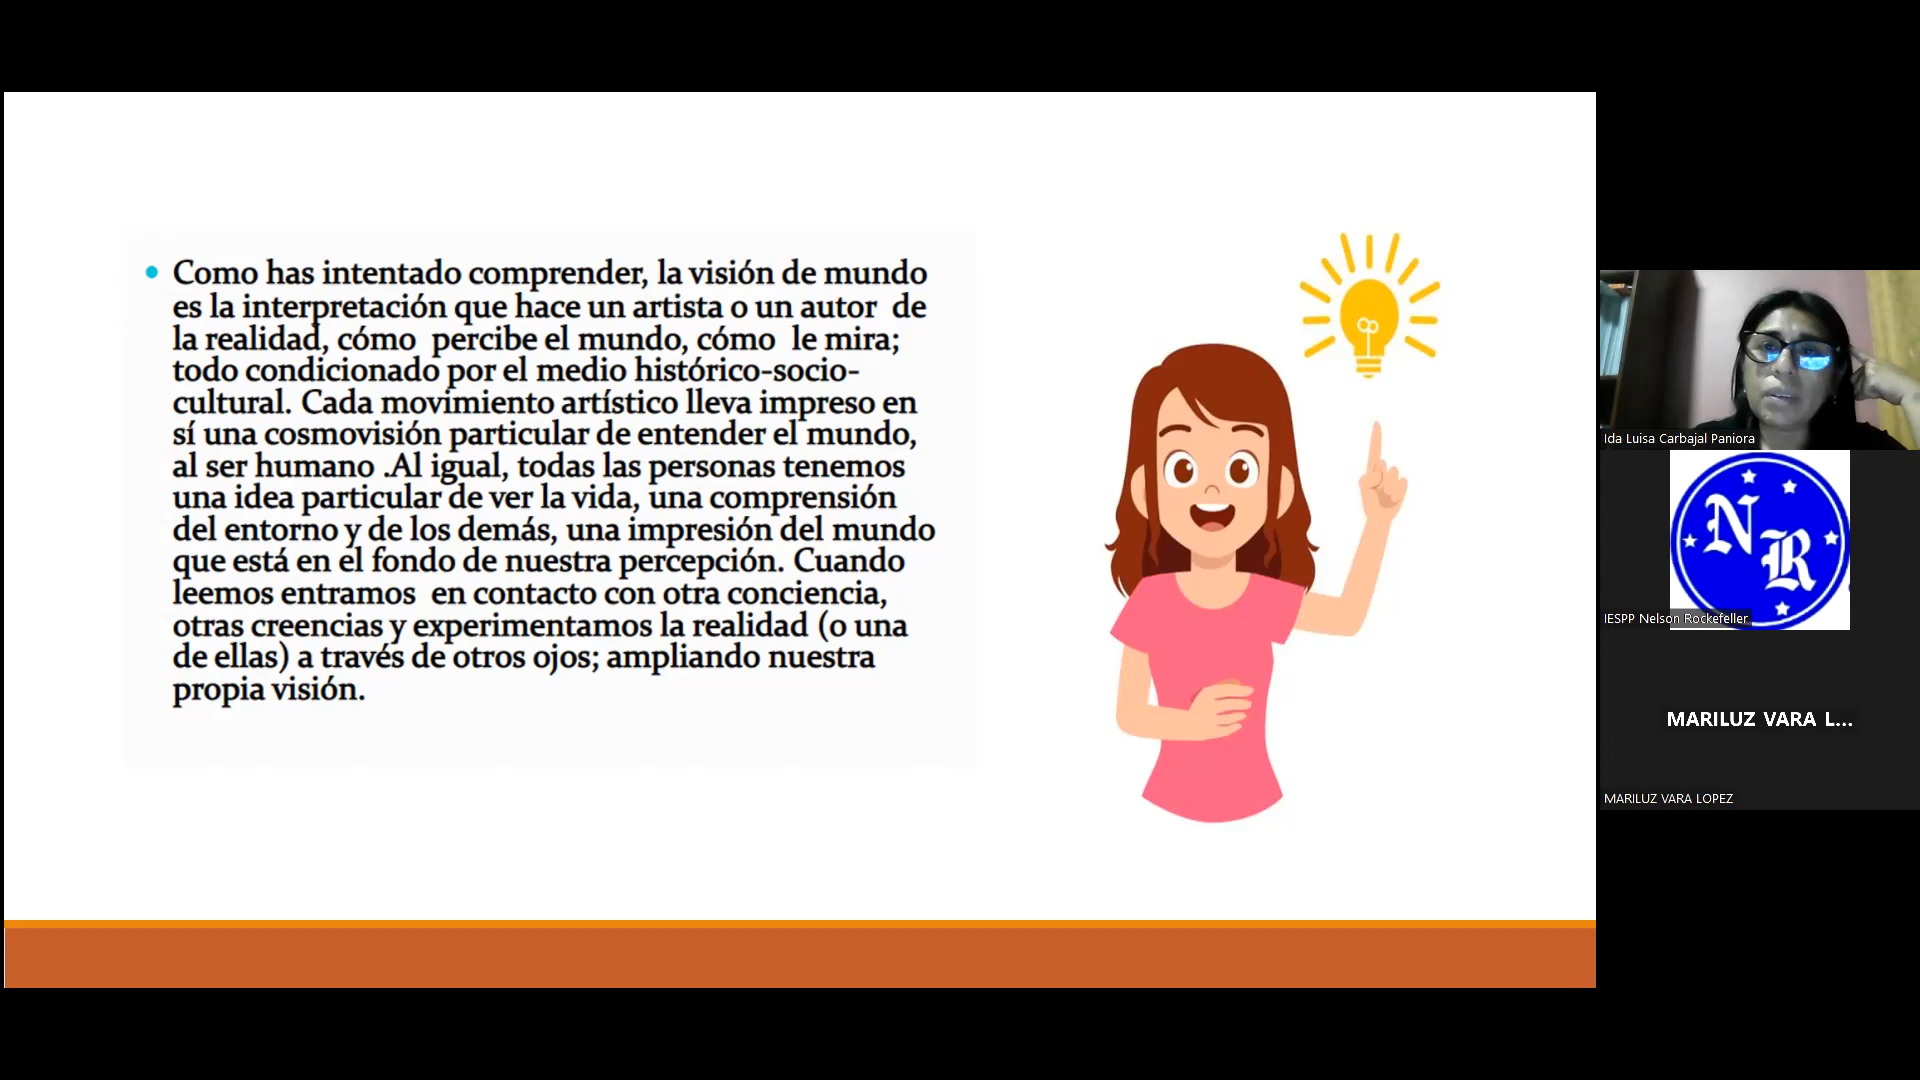 Como has intentado comprender, la visión de mundo
es la interpretación que hace un artista o un autor de
la realidad, cómo percibe el mundo, cómo le mira;
todo condicionado por el medio histórico-socio-
cultural. Cada movimiento artístico lleva impreso en
sí una cosmovisión particular de entender el mundo,
al ser humano .Al igual, todas las personas tenemos
una idea particular de ver la vida, una comprensión
del entorno y de los demás, una impresión del mundo
que está en el fondo de nuestra percepción. Cuando
leemos entramos en contacto con otra conciencia,
otras creencias y experimentamos la realidad (o una
de ellas) a través de otros ojos; ampliando nuestra
propia visión.
Ida Luisa Carbajal Paniora
N
R
IESPP Nelson Rockefeller
MARILUZ VARA L...
MARILUZ VARA LOPEZ